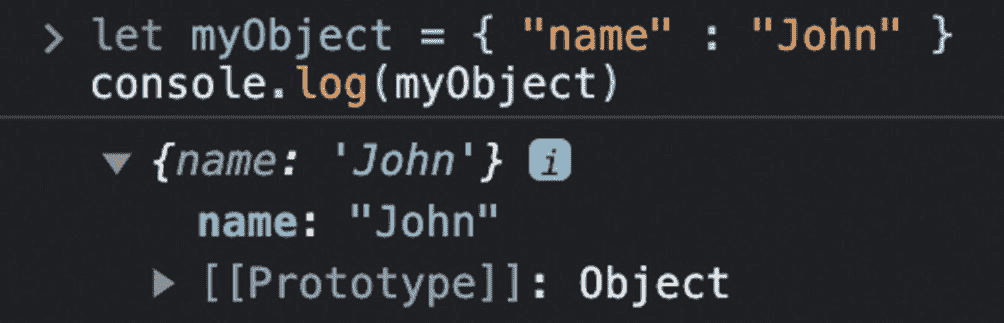 > let myObject = { "name" : "John" }
console.log(myObject)
▼ {name: 'John'} i
name: "John"
▶ [[Prototype]]: Object